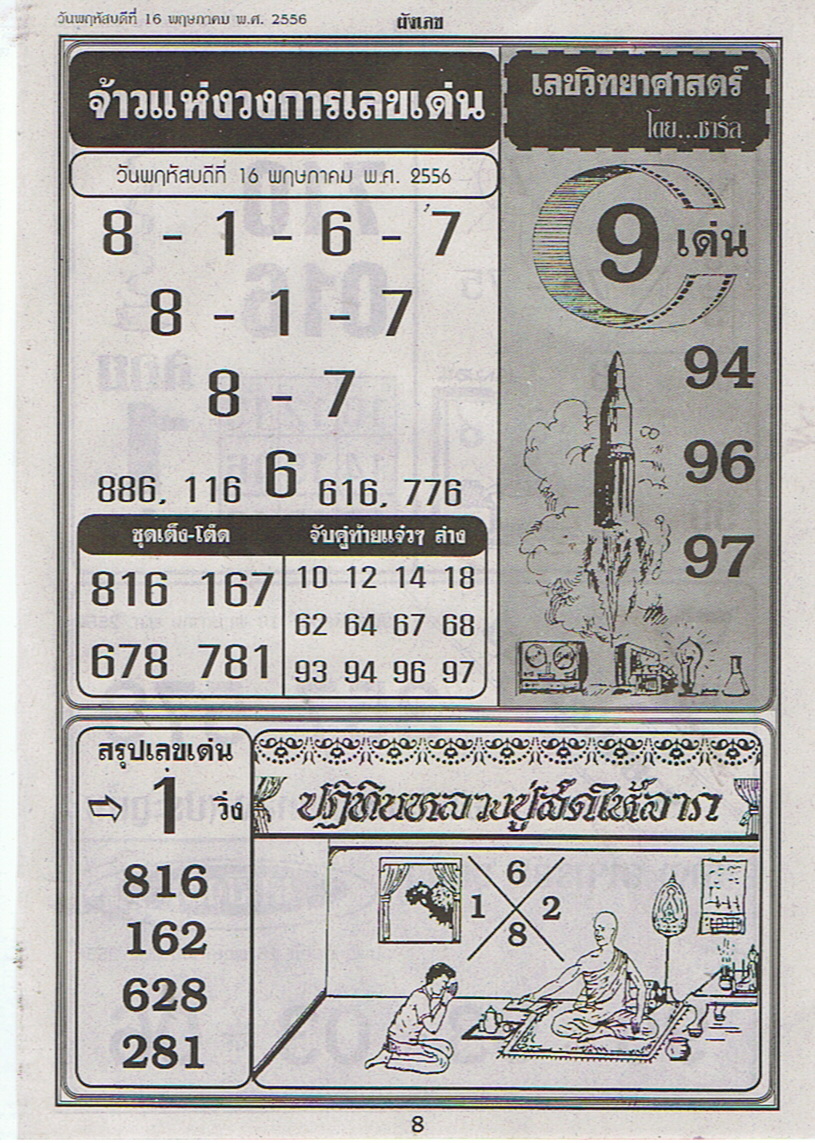 วันพฤหัสบดีที่ 16 พฤษภาคม พ.ศ. 2556
ผังเลข
จ้าวแห่งวงการเลขเด่น
วันพฤหัสบดีที่ 16 พฤษภาคม พ.ศ. 2556
8 - 1 - 6 - 7
8 - 1 - 7
8 - 7
886, 116 6 616, 776
ชุดเต็ง-โต๊ด
816 167
678 781
จับคู่ท้ายแจ๋วๆ ล่าง
10 12 14 18
62 64 67 68
93 94 96 97
เลขวิทยาศาสตร์
โดย...ชาร์ล
9 เด่น
94
96
97
สรุปเลขเด่น
⇨ 1 วิ่ง
816
162
628
281
ปฏิทินหลวงปู่สดให้ลาภ
6
1 2
8
8